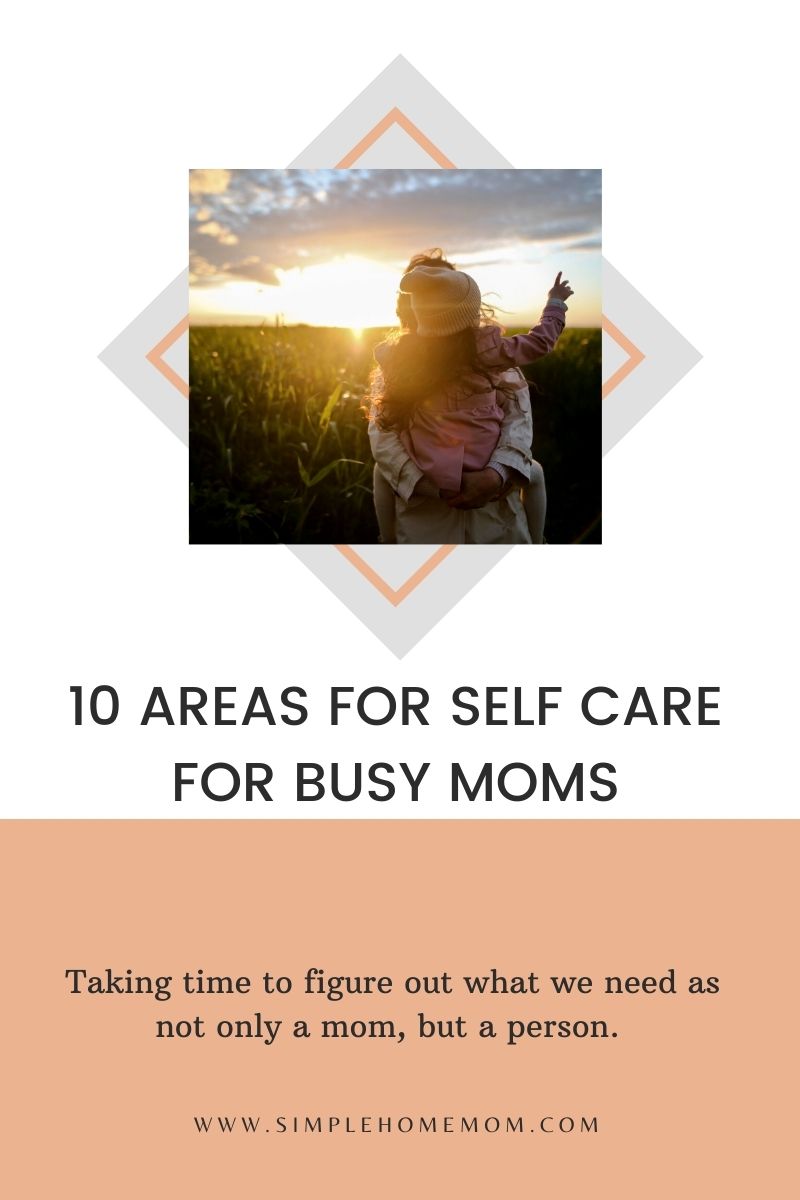 10 AREAS FOR SELF CARE
FOR BUSY MOMS
Taking time to figure out what we need as
not only a mom, but a person.
WWW.SIMPLEHOMEMOM.COM